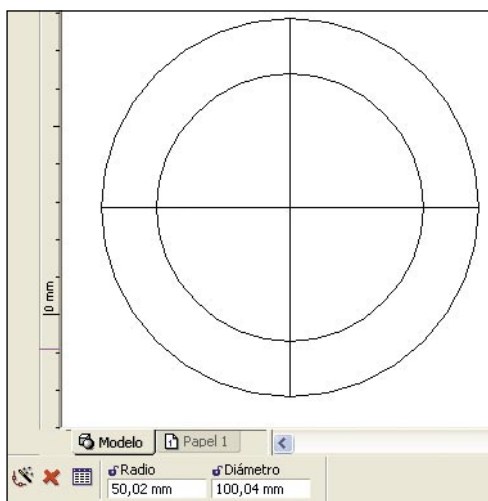 0 mm
Modelo
Papel 1
Radio
Diámetro
50,02 mm
100,04 mm